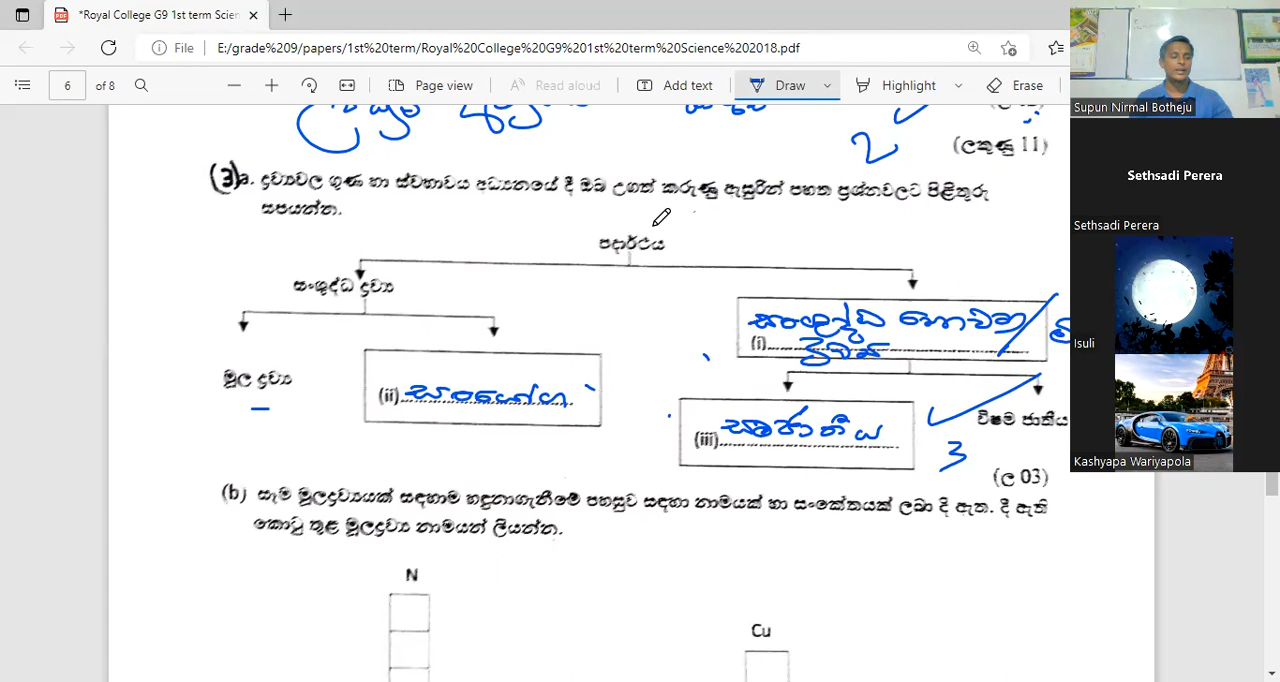 *Royal College G9 1st term Scien
File E:/grade%209/papers/1st%20term/Royal%20College%20G9%201st%20term%20Science%202018.pdf
6 of 8 Page view Read aloud Add text Draw Highlight Erase
Supun Nirmal Botheju
Sethsadi Perera
Sethsadi Perera
Isuli
Kashyapa Wariyapola
2 (ලකුණු 11)
(3)a. ද්‍රව්‍යවල ගුණ හා ස්වභාවය අධ්‍යනයේ දී ඔබ උගත් කරුණු ඇසුරින් පහත ප්‍රශ්නවලට පිළිතුරු
සපයන්න.
පදාර්ථය
සංශුද්ධ ද්‍රව්‍ය
සංශුද්ධ නොවන
(i) ද්‍රව්‍ය
මූල ද්‍රව්‍ය
(ii) සංයෝග
(iii) සමජාතීය
විෂම ජාතීය
3
(ල 03)
(b) සෑම මූලද්‍රව්‍යයක් සඳහාම හඳුනාගැනීමේ පහසුව සඳහා නාමයක් හා සංකේතයක් ලබා දි ඇත. දී ඇති
කොටු තුළ මූලද්‍රව්‍ය නාමයන් ලියන්න.
N
Cu